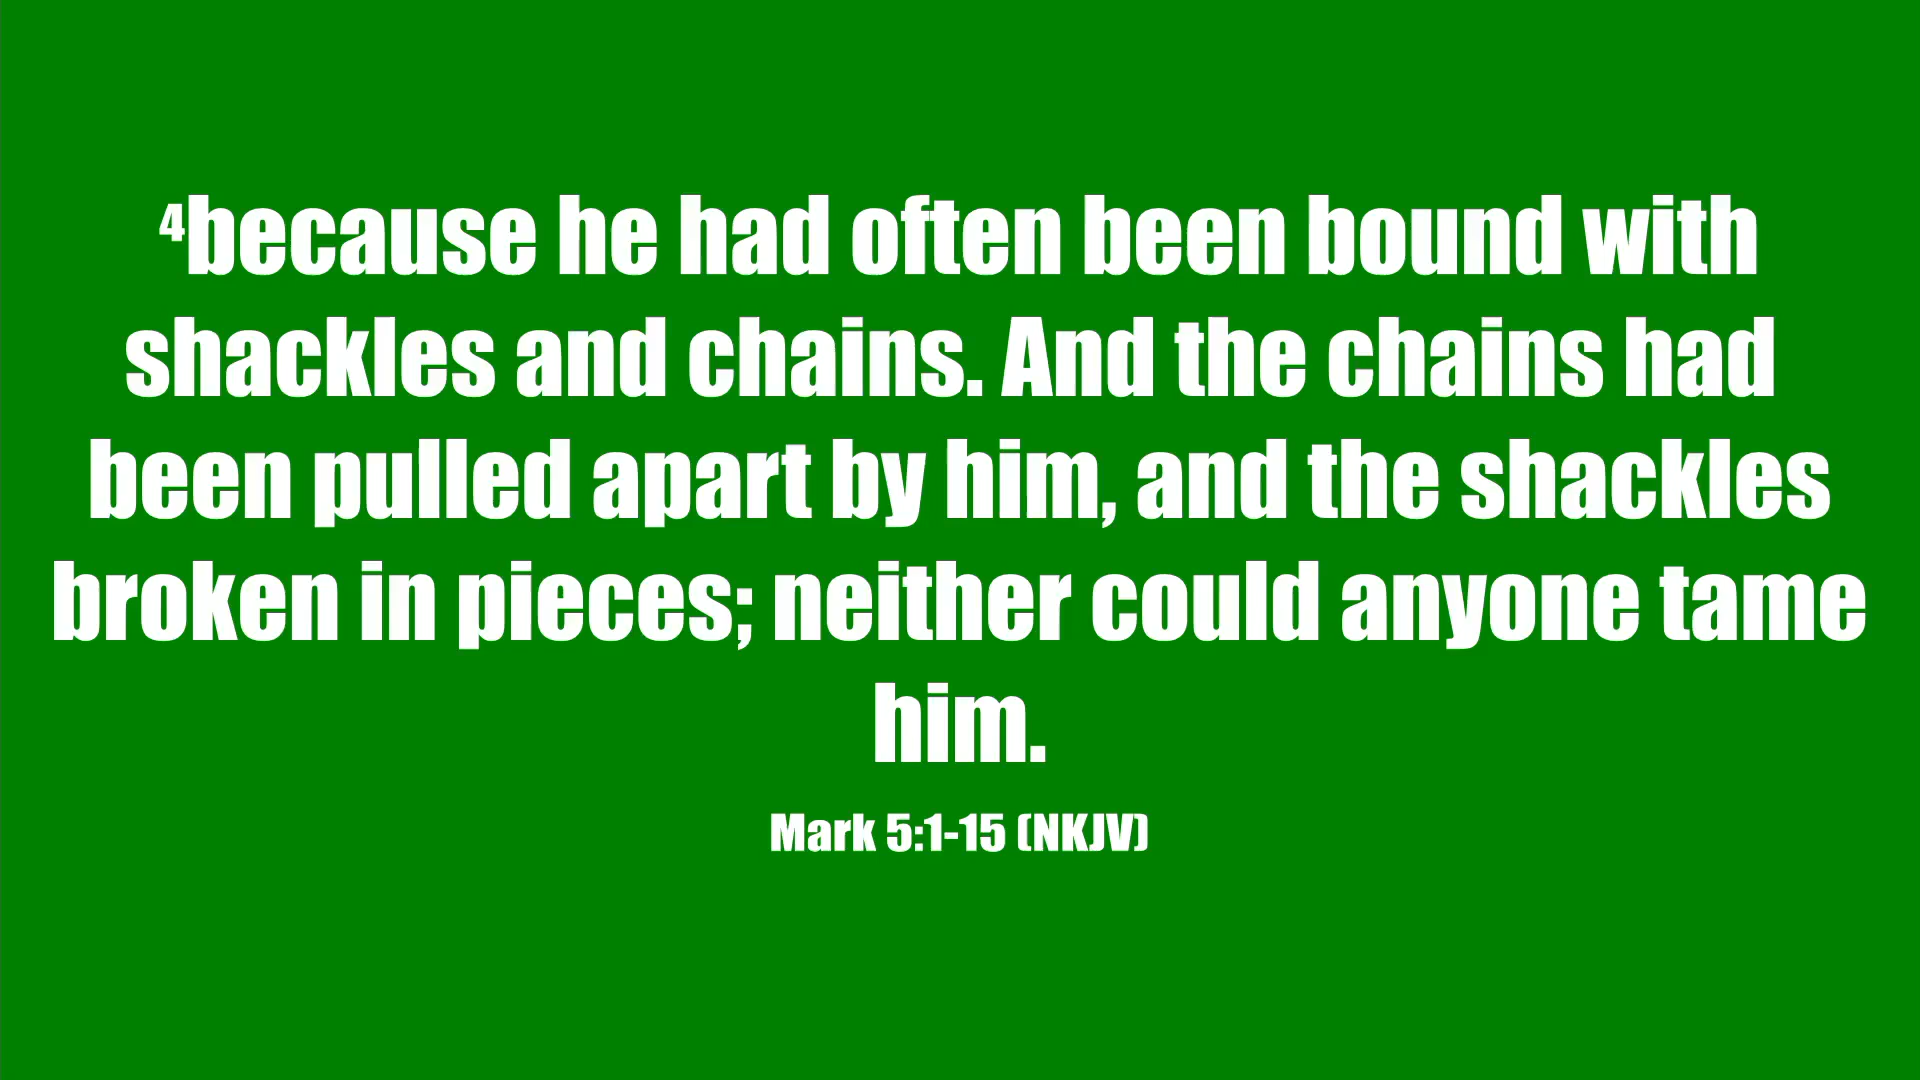 ⁴because he had often been bound with
shackles and chains. And the chains had
been pulled apart by him, and the shackles
broken in pieces; neither could anyone tame
him.
Mark 5:1-15 (NKJV)